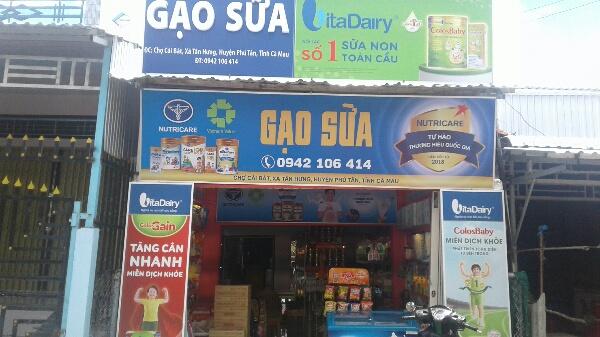 GẠO SỮA
ĐC: Chợ Cái Bát, Xã Tân Hưng, Huyện Phú Tân, Tỉnh Cà Mau
ĐT: 0942 106 414
VitaDairy
SỐ 1 SỮA NON
TOÀN CẦU
ColosBaby
NUTRICARE
GẠO SỮA
0942 106 414
CHỢ CÁI BÁT, XÃ TÂN HƯNG, HUYỆN PHÚ TÂN, TỈNH CÀ MAU
NUTRICARE
TỰ HÀO
THƯƠNG HIỆU QUỐC GIA
2018
VitaDairy
Gain
TĂNG CÂN
NHANH
MIỄN DỊCH KHỎE
VitaDairy
ColosBaby
MIỄN DỊCH KHỎE